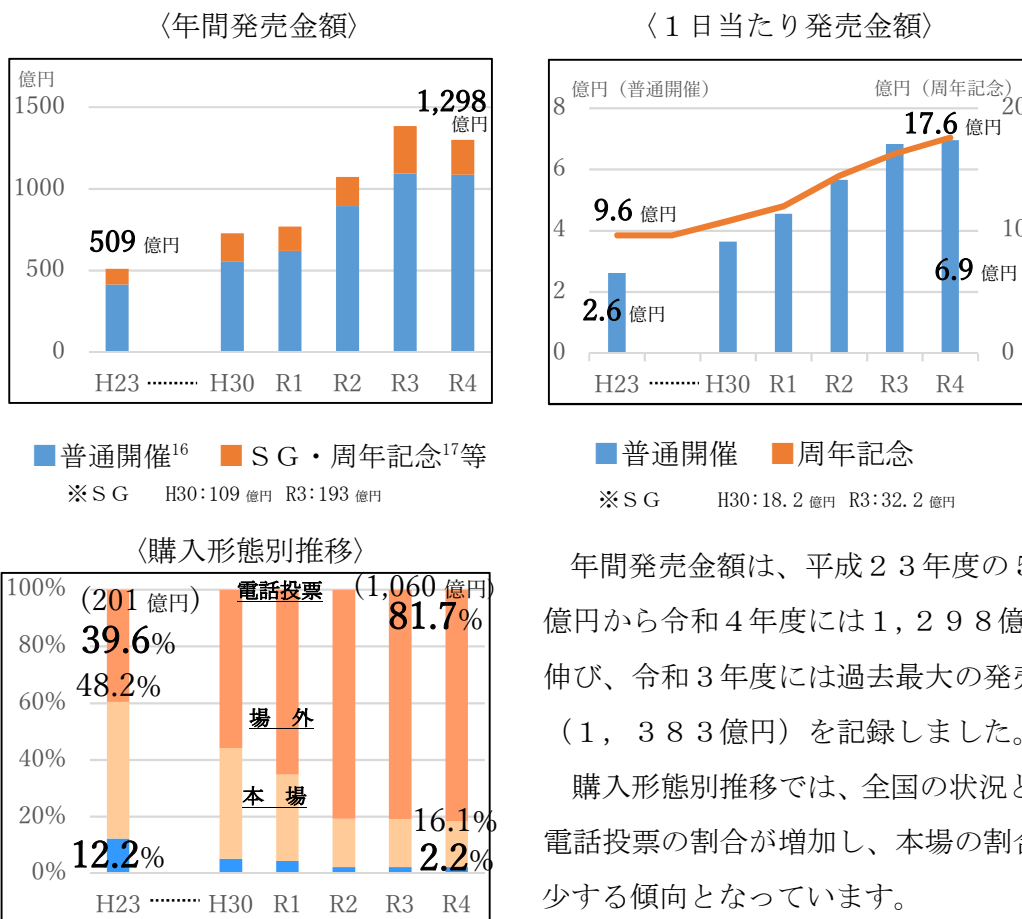 〈年間発売金額〉
億円
1500
1000
500
0
1,298
億円
509 億円
H23 ········ H30 R1 R2 R3 R4
■普通開催16 ■ＳＧ・周年記念17等
※ＳＧ H30:109 億円 R3:193 億円
〈１日当たり発売金額〉
億円（普通開催） 億円（周年記念）
8
6
4
2
0
20
10
0
17.6 億円
9.6 億円
6.9 億円
2.6 億円
H23 ········ H30 R1 R2 R3 R4
■普通開催 ■周年記念
※ＳＧ H30:18.2 億円 R3:32.2 億円
〈購入形態別推移〉
100%
80%
60%
40%
20%
0%
(201 億円)
39.6%
48.2%
12.2%
電話投票
場　外
本　場
(1,060 億円)
81.7%
16.1%
2.2%
H23 ········ H30 R1 R2 R3 R4
年間発売金額は、平成２３年度の５
億円から令和４年度には１,２９８億
伸び、令和３年度には過去最大の発売
（１，３８３億円）を記録しました。
購入形態別推移では、全国の状況と
電話投票の割合が増加し、本場の割合
少する傾向となっています。